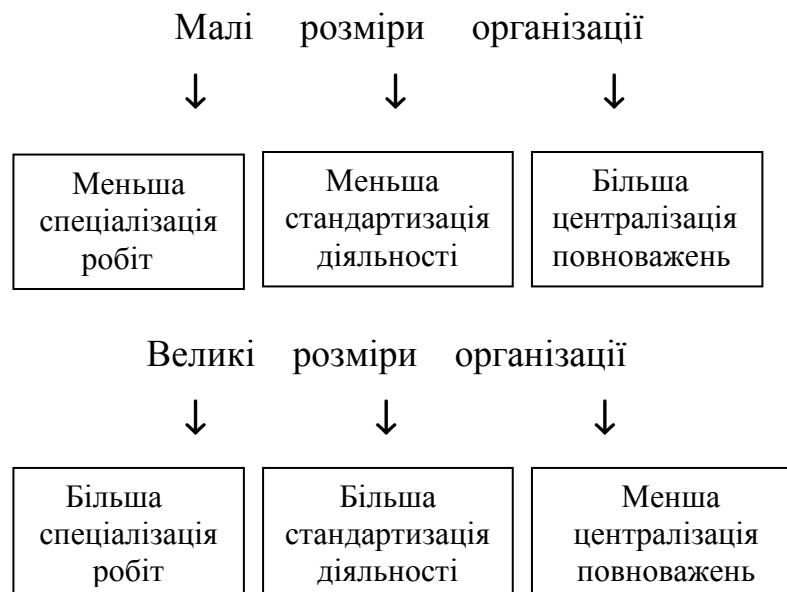 Малі розміри організації
↓ ↓ ↓
Меньша
спеціалізація
робіт
Меньша
стандартизація
діяльності
Більша
централізація
повноважень
Великі розміри організації
↓ ↓ ↓
Більша
спеціалізація
робіт
Більша
стандартизація
діяльності
Менша
централізація
повноважень